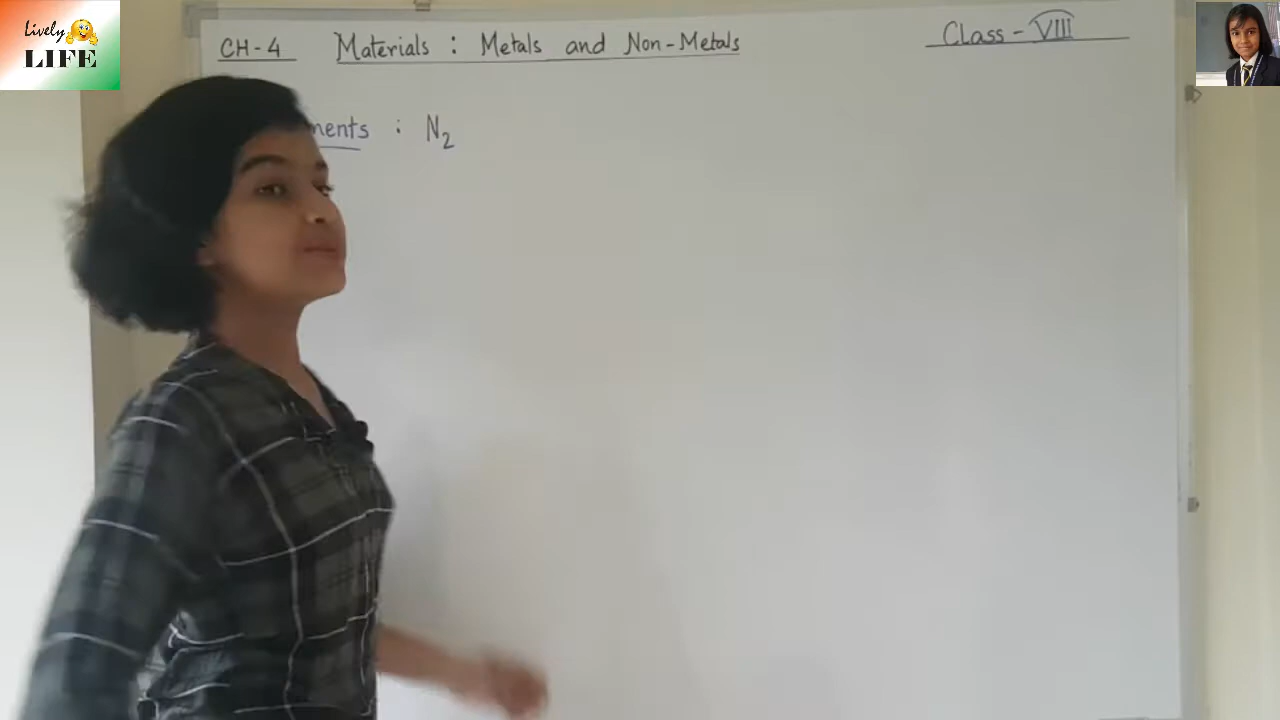 Lively
LIFE
CH-4 Materials : Metals and Non-Metals
Class - VIII
ments : N₂